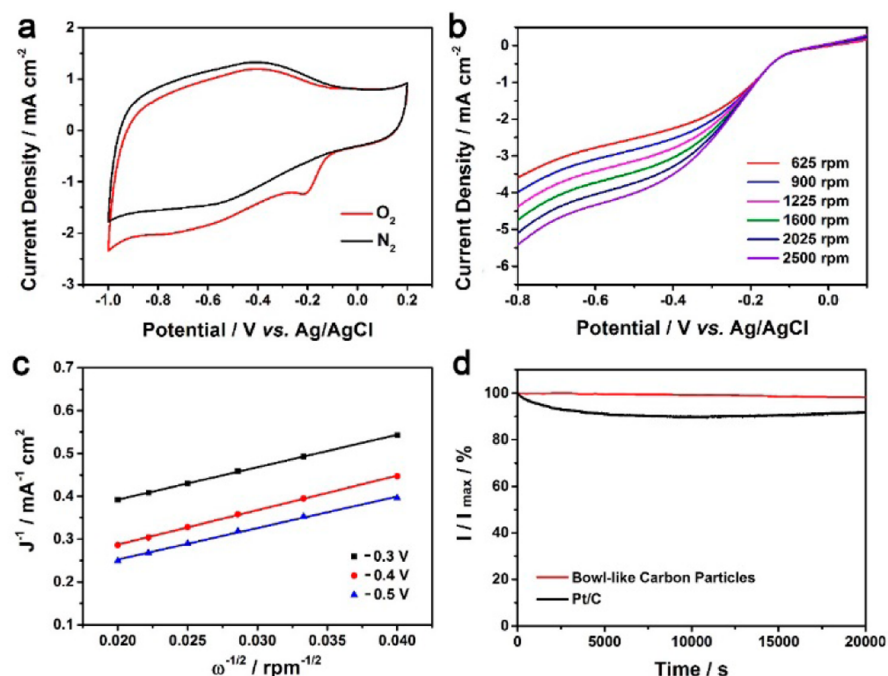 a
Current Density / mA cm⁻²
2
1
0
-1
-2
-3
-1.0 -0.8 -0.6 -0.4 -0.2 0.0 0.2
O₂
N₂
Potential / V vs. Ag/AgCl
b
Current Density / mA cm⁻²
0
-1
-2
-3
-4
-5
-6
-0.8 -0.6 -0.4 -0.2 0.0
625 rpm
900 rpm
1225 rpm
1600 rpm
2025 rpm
2500 rpm
Potential / V vs. Ag/AgCl
c
J⁻¹ / mA⁻¹ cm²
0.7
0.6
0.5
0.4
0.3
0.2
0.1
0.020 0.025 0.030 0.035 0.040
-0.3 V
-0.4 V
-0.5 V
ω⁻¹/² / rpm⁻¹/²
d
I / I max / %
100
80
60
40
20
0
0 5000 10000 15000 20000
Bowl-like Carbon Particles
Pt/C
Time / s